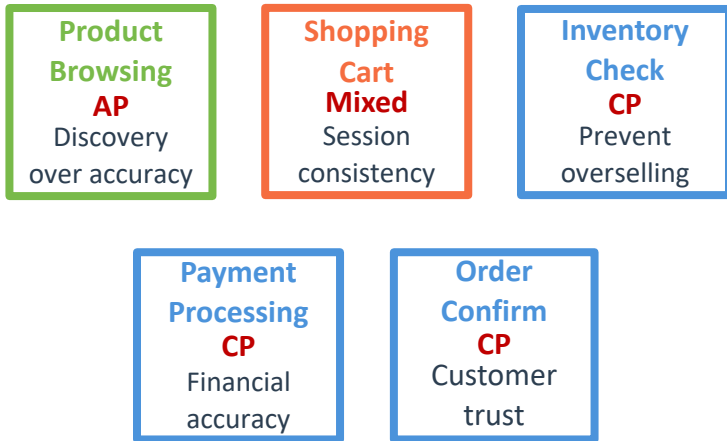 Product
Browsing
AP
Discovery
over accuracy
Shopping
Cart
Mixed
Session
consistency
Inventory
Check
CP
Prevent
overselling
Payment
Processing
CP
Financial
accuracy
Order
Confirm
CP
Customer
trust